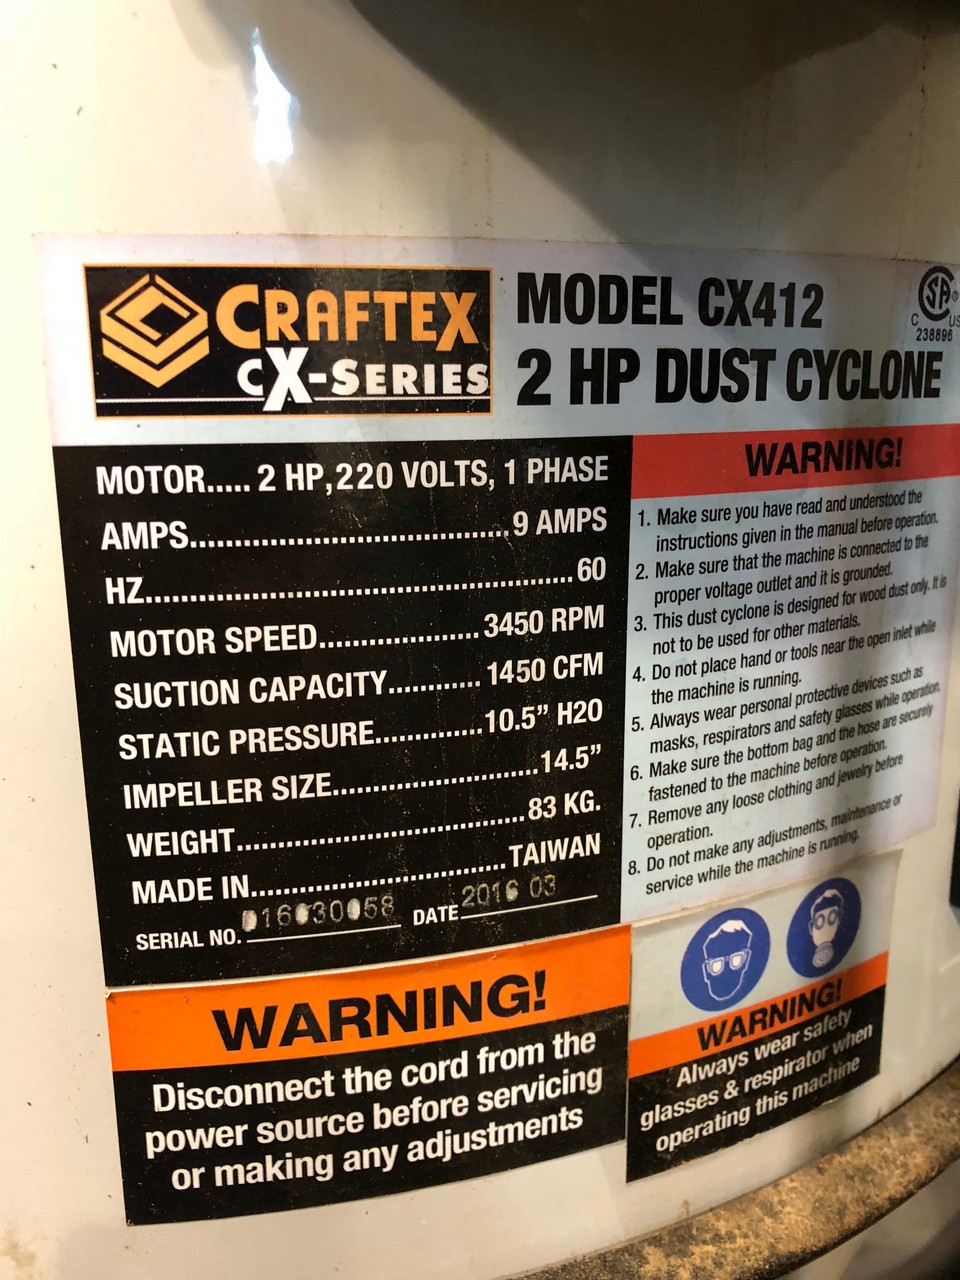 CRAFTEX
CX-SERIES
MODEL CX412
2 HP DUST CYCLONE
CSA®
C US
238896
MOTOR..... 2 HP,220 VOLTS, 1 PHASE
AMPS..................................9 AMPS
HZ.............................................60
MOTOR SPEED.................3450 RPM
SUCTION CAPACITY...........1450 CFM
STATIC PRESSURE.............10.5” H2O
IMPELLER SIZE.........................14.5”
WEIGHT..................................83 KG.
MADE IN..............................TAIWAN
SERIAL NO. 016030058 DATE 2016 03
WARNING!
1. Make sure you have read and understood the
instructions given in the manual before operation.
2. Make sure that the machine is connected to the
proper voltage outlet and it is grounded.
3. This dust cyclone is designed for wood dust only. It is
not to be used for other materials.
4. Do not place hand or tools near the open inlet while
the machine is running.
5. Always wear personal protective devices such as
masks, respirators and safety glasses while operation.
6. Make sure the bottom bag and the hose are securely
fastened to the machine before operation.
7. Remove any loose clothing and jewelry before
operation.
8. Do not make any adjustments, maintenance or
service while the machine is running.
WARNING!
Disconnect the cord from the
power source before servicing
or making any adjustments
WARNING!
Always wear safety
glasses & respirator when
operating this machine